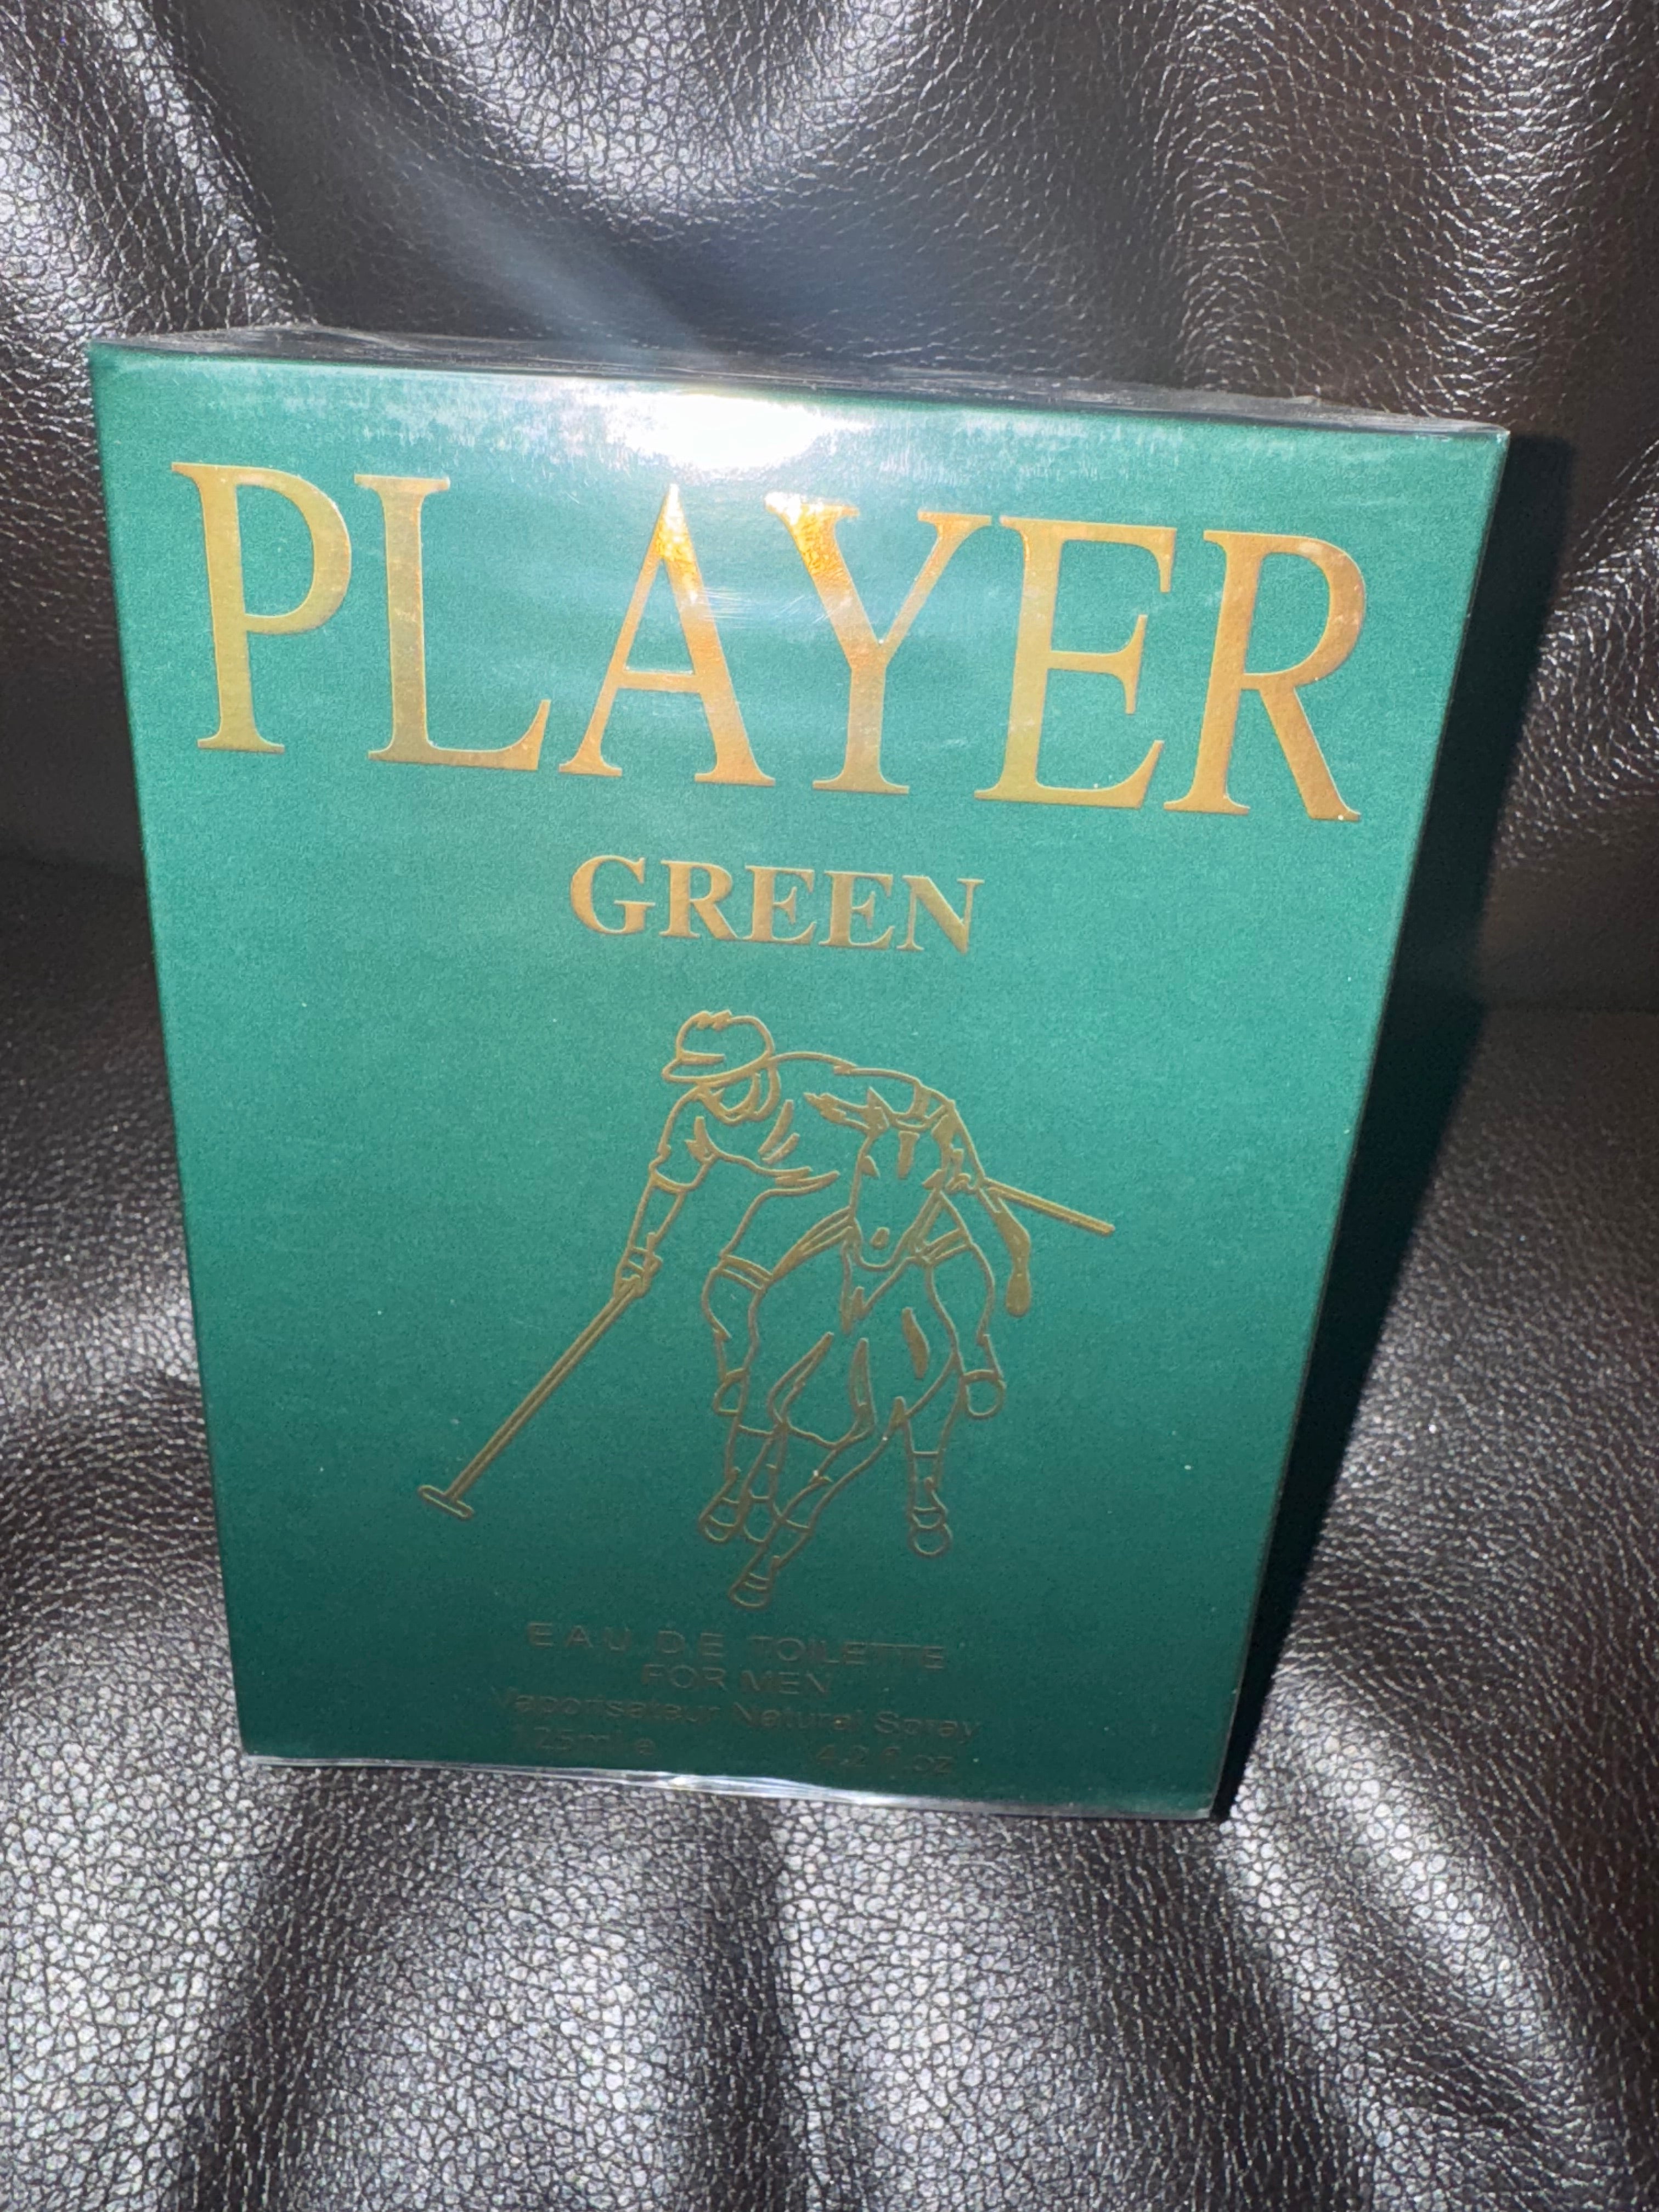 PLAYER
GREEN
EAU DE TOILETTE
FOR MEN
Vaporisateur Natural Spray
125ml e 4.2 fl.oz